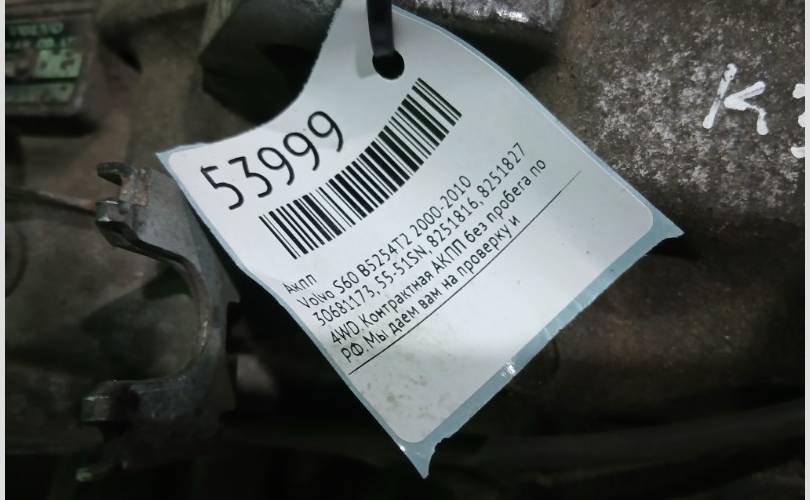 53999
Акпп
Volvo S60 B5254T2 2000-2010
30681173, 55-51SN, 8251816, 8251827
4WD. Контрактная АКПП без пробега по
РФ.Мы даем вам на проверку и
K